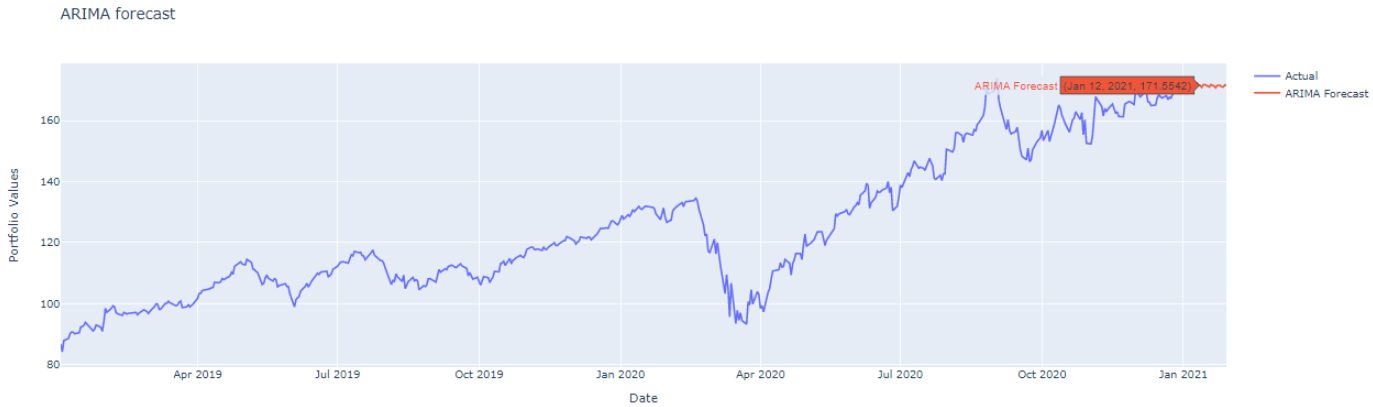 ARIMA forecast
Actual
ARIMA Forecast
ARIMA Forecast (Jan 12, 2021, 171.5542)
Portfolio Values
160
140
120
100
80
Apr 2019 Jul 2019 Oct 2019 Jan 2020 Apr 2020 Jul 2020 Oct 2020 Jan 2021
Date